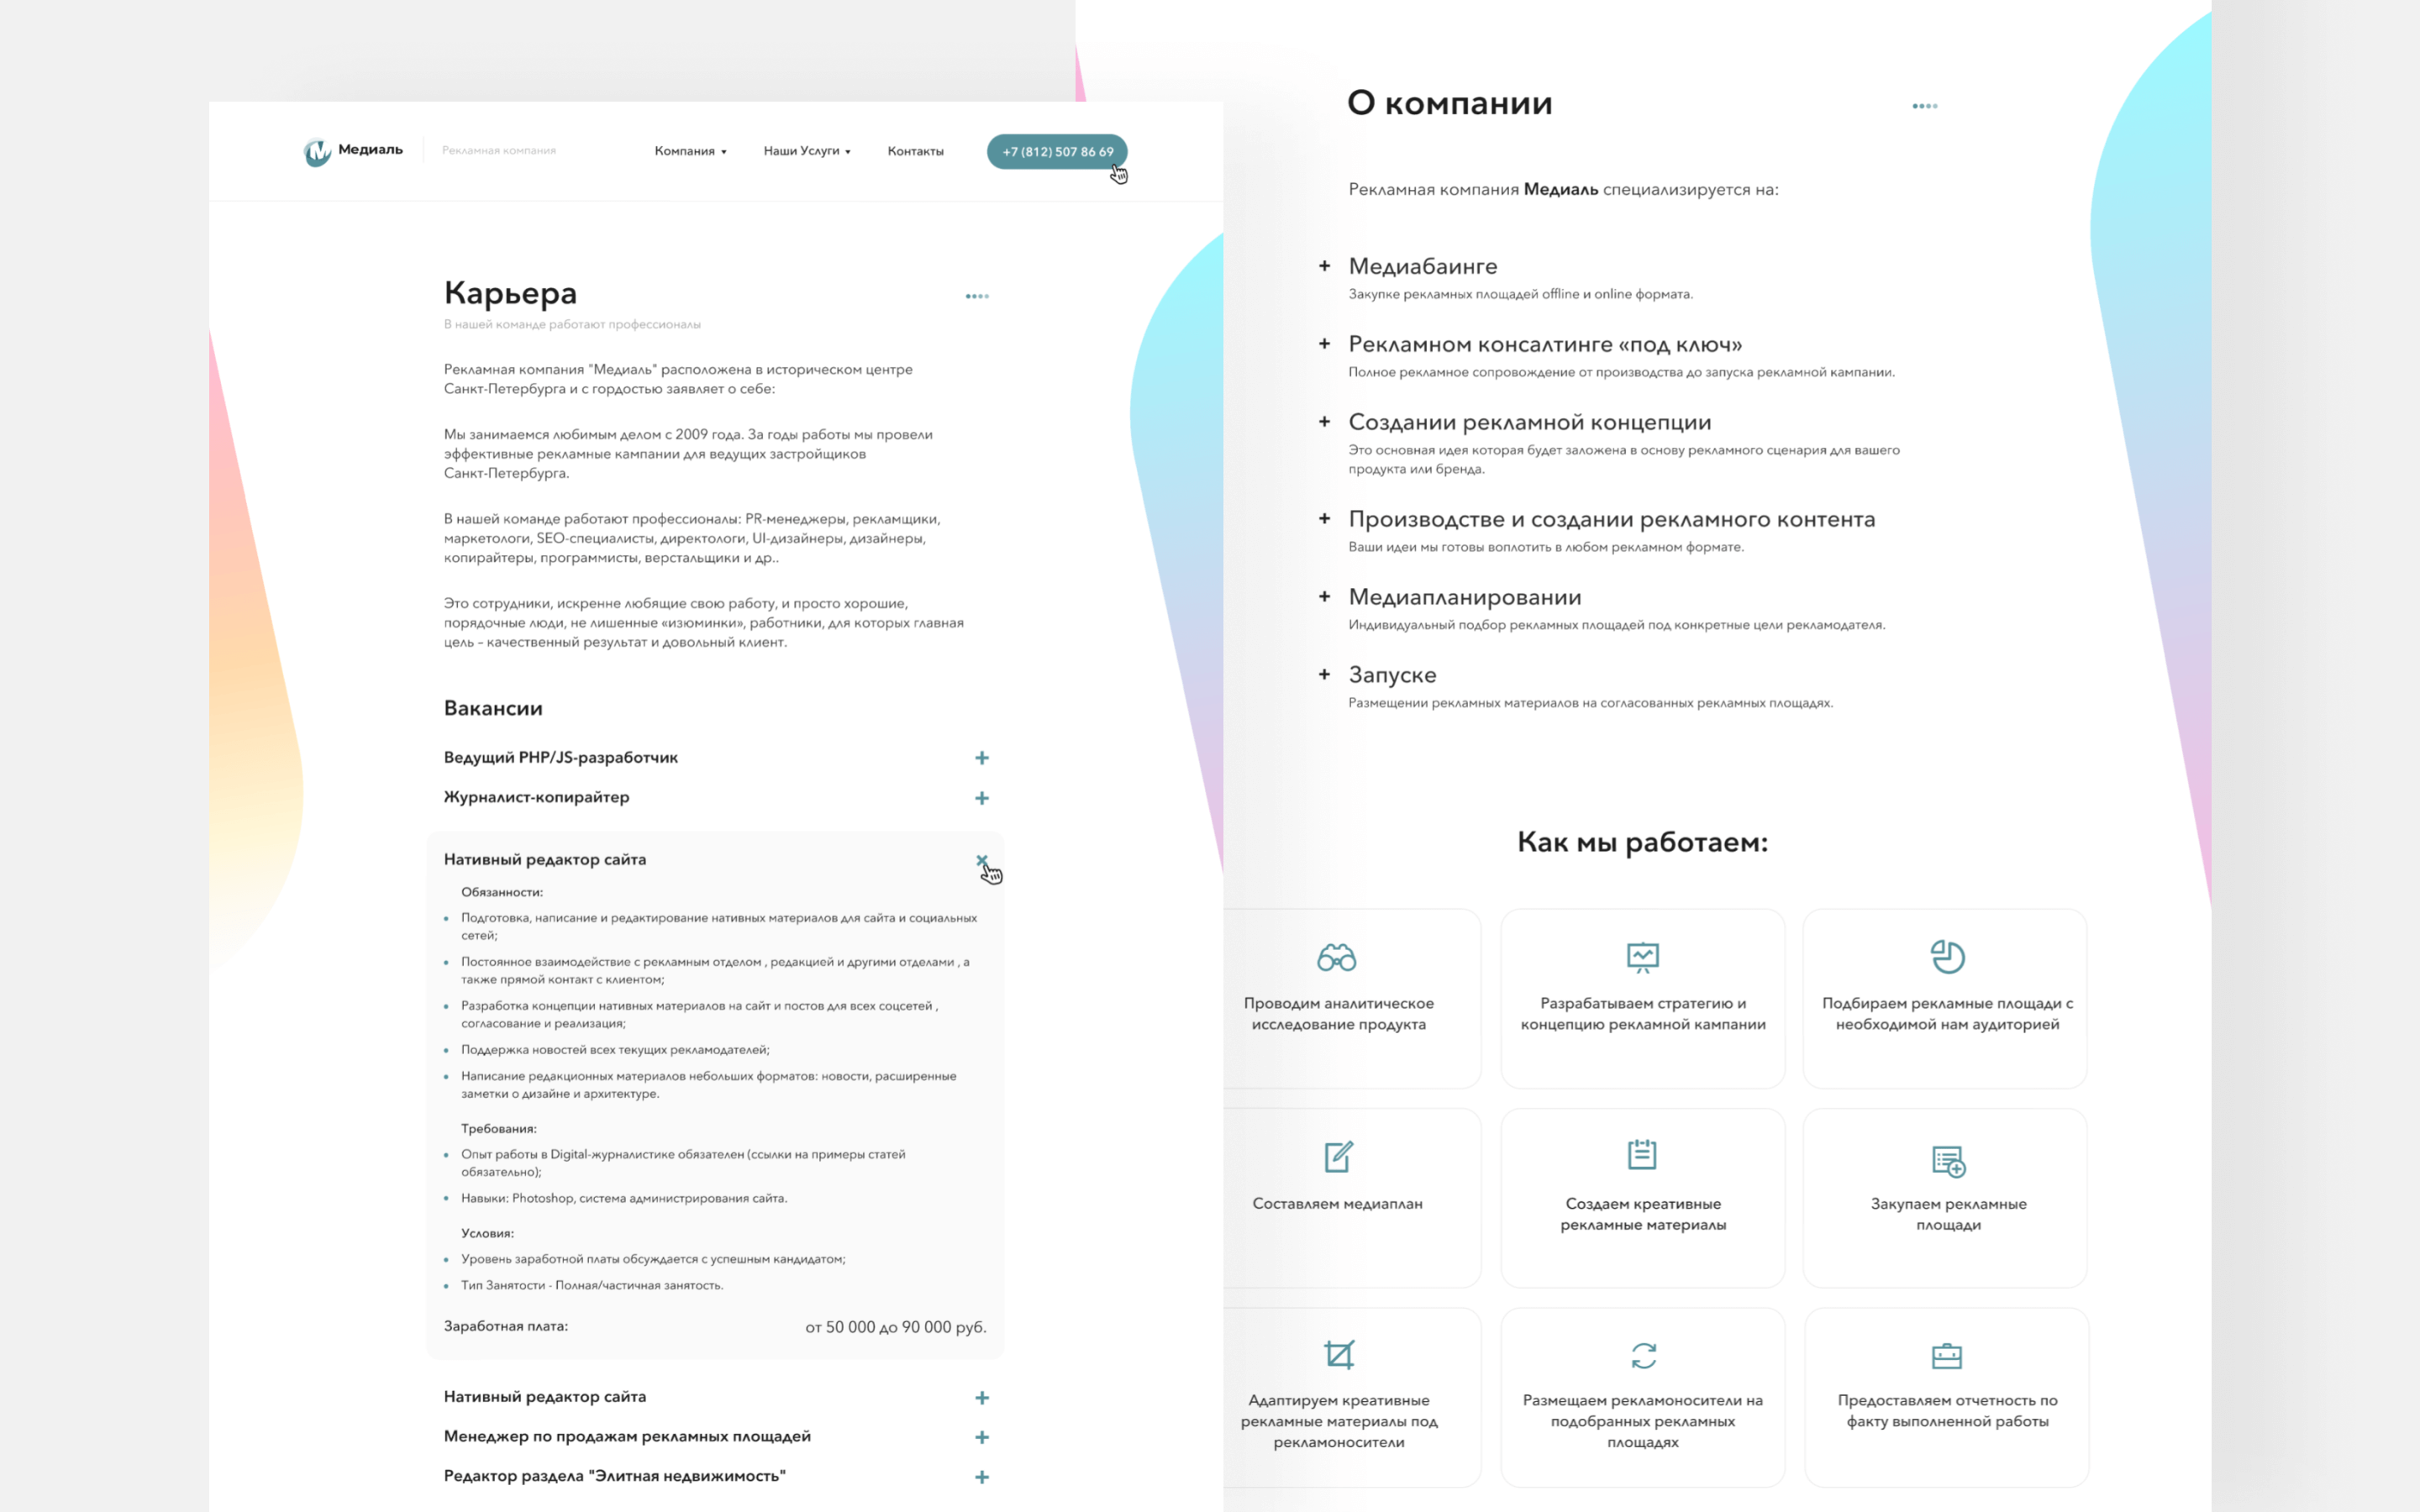 Медиаль
Рекламная компания
Компания
Наши Услуги
Контакты
+7 (812) 507 86 69
Карьера
В нашей команде работают профессионалы
Рекламная компания "Медиаль" расположена в историческом центре
Санкт-Петербурга и с гордостью заявляет о себе:
Мы занимаемся любимым делом с 2009 года. За годы работы мы провели
эффективные рекламные кампании для ведущих застройщиков
Санкт-Петербурга.
В нашей команде работают профессионалы: PR-менеджеры, рекламщики,
маркетологи, SEO-специалисты, директологи, UI-дизайнеры, дизайнеры,
копирайтеры, программисты, верстальщики и др..
Это сотрудники, искренне любящие свою работу, и просто хорошие,
порядочные люди, не лишенные «изюминки», работники, для которых главная
цель – качественный результат и довольный клиент.
Вакансии
Ведущий PHP/JS-разработчик
Журналист-копирайтер
Нативный редактор сайта
Обязанности:
Подготовка, написание и редактирование нативных материалов для сайта и социальных
сетей;
Постоянное взаимодействие с рекламным отделом , редакцией и другими отделами , а
также прямой контакт с клиентом;
Разработка концепции нативных материалов на сайт и постов для всех соцсетей ,
согласование и реализация;
Поддержка новостей всех текущих рекламодателей;
Написание редакционных материалов небольших форматов: новости, расширенные
заметки о дизайне и архитектуре.
Требования:
Опыт работы в Digital-журналистике обязателен (ссылки на примеры статей
обязательно);
Навыки: Photoshop, система администрирования сайта.
Условия:
Уровень заработной платы обсуждается с успешным кандидатом;
Тип Занятости - Полная/частичная занятость.
Заработная плата:
от 50 000 до 90 000 руб.
Нативный редактор сайта
Менеджер по продажам рекламных площадей
Редактор раздела "Элитная недвижимость"
О компании
Рекламная компания Медиаль специализируется на:
+ Медиабаинге
Закупке рекламных площадей offline и online формата.
+ Рекламном консалтинге «под ключ»
Полное рекламное сопровождение от производства до запуска рекламной кампании.
+ Создании рекламной концепции
Это основная идея которая будет заложена в основу рекламного сценария для вашего
продукта или бренда.
+ Производстве и создании рекламного контента
Ваши идеи мы готовы воплотить в любом рекламном формате.
+ Медиапланировании
Индивидуальный подбор рекламных площадей под конкретные цели рекламодателя.
+ Запуске
Размещении рекламных материалов на согласованных рекламных площадях.
Как мы работаем:
Проводим аналитическое
исследование продукта
Разрабатываем стратегию и
концепцию рекламной кампании
Подбираем рекламные площади с
необходимой нам аудиторией
Составляем медиаплан
Создаем креативные
рекламные материалы
Закупаем рекламные
площади
Адаптируем креативные
рекламные материалы под
рекламоносители
Размещаем рекламоносители на
подобранных рекламных
площадях
Предоставляем отчетность по
факту выполненной работы